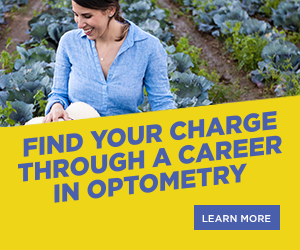 FIND YOUR CHARGE
THROUGH A CAREER
IN OPTOMETRY
LEARN MORE